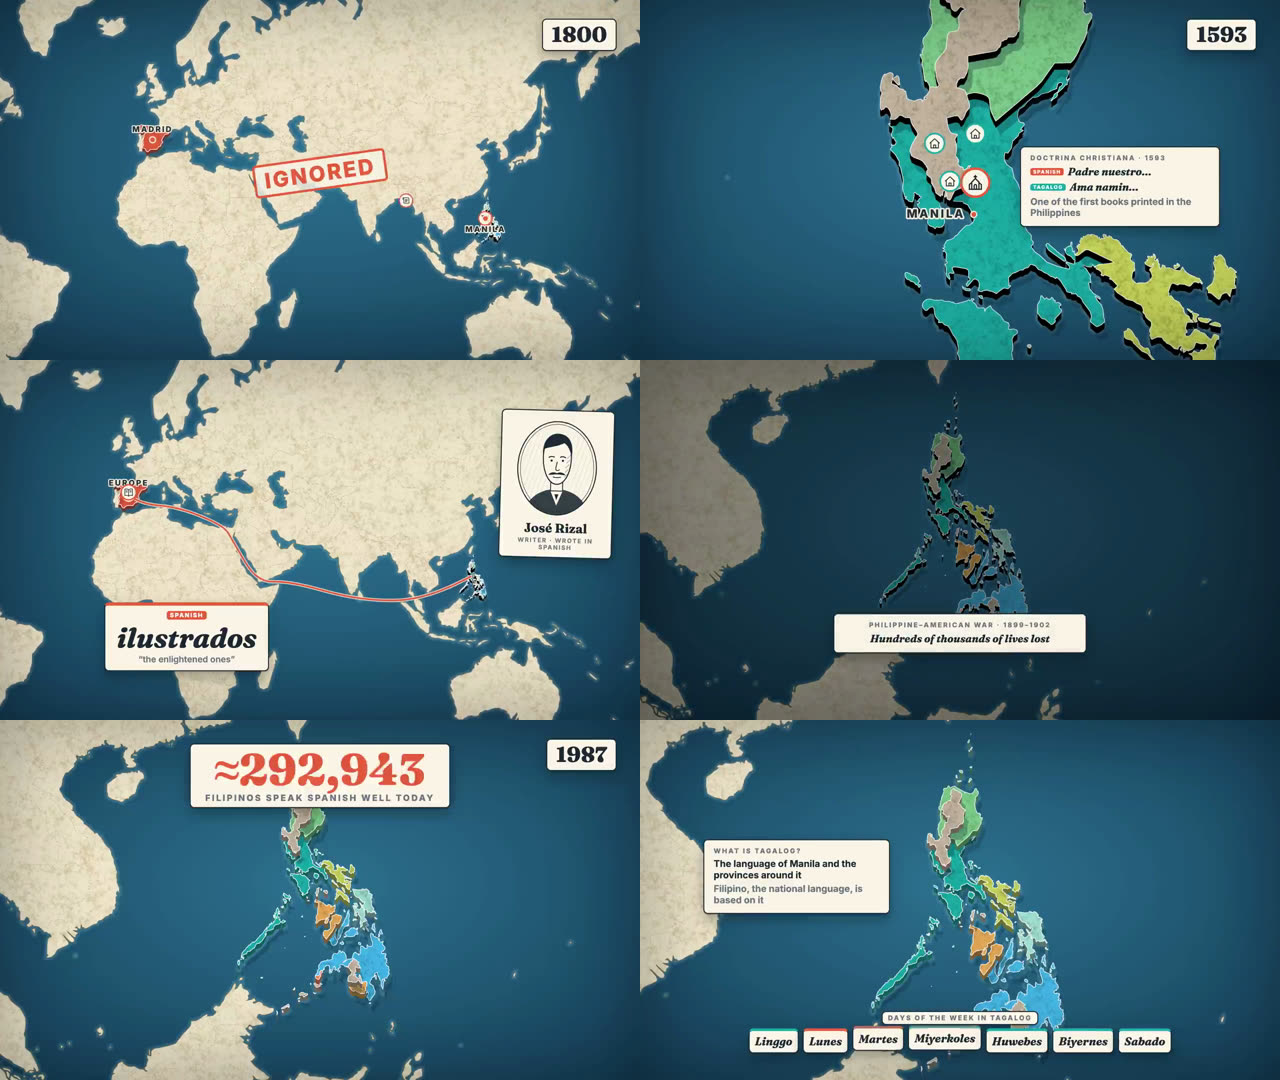 1800
MADRID
IGNORED
MANILA
1593
DOCTRINA CHRISTIANA · 1593
SPANISH Padre nuestro...
TAGALOG Ama namin...
One of the first books printed in the
Philippines
MANILA
EUROPE
José Rizal
WRITER · WROTE IN
SPANISH
SPANISH
ilustrados
"the enlightened ones"
PHILIPPINE–AMERICAN WAR · 1899–1902
Hundreds of thousands of lives lost
≈292,943
FILIPINOS SPEAK SPANISH WELL TODAY
1987
WHAT IS TAGALOG?
The language of Manila and the
provinces around it
Filipino, the national language, is
based on it
DAYS OF THE WEEK IN TAGALOG
Linggo Lunes Martes Miyerkoles Huwebes Biyernes Sabado